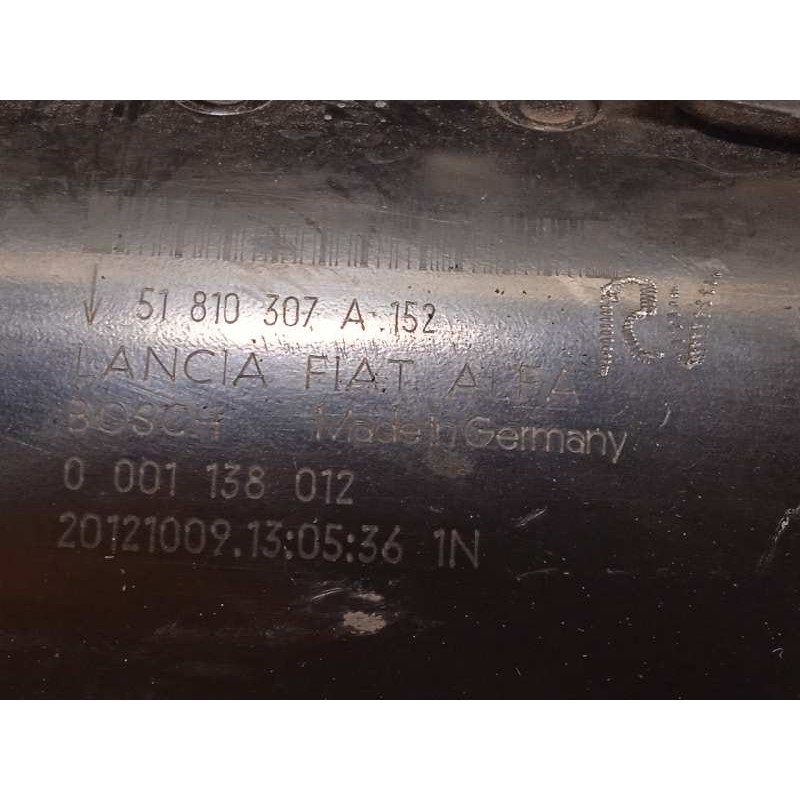 51 810 307 A 152
LANCIA FIAT ALFA
BOSCH Made in Germany
0 001 138 012
20121009.13:05:36 1N